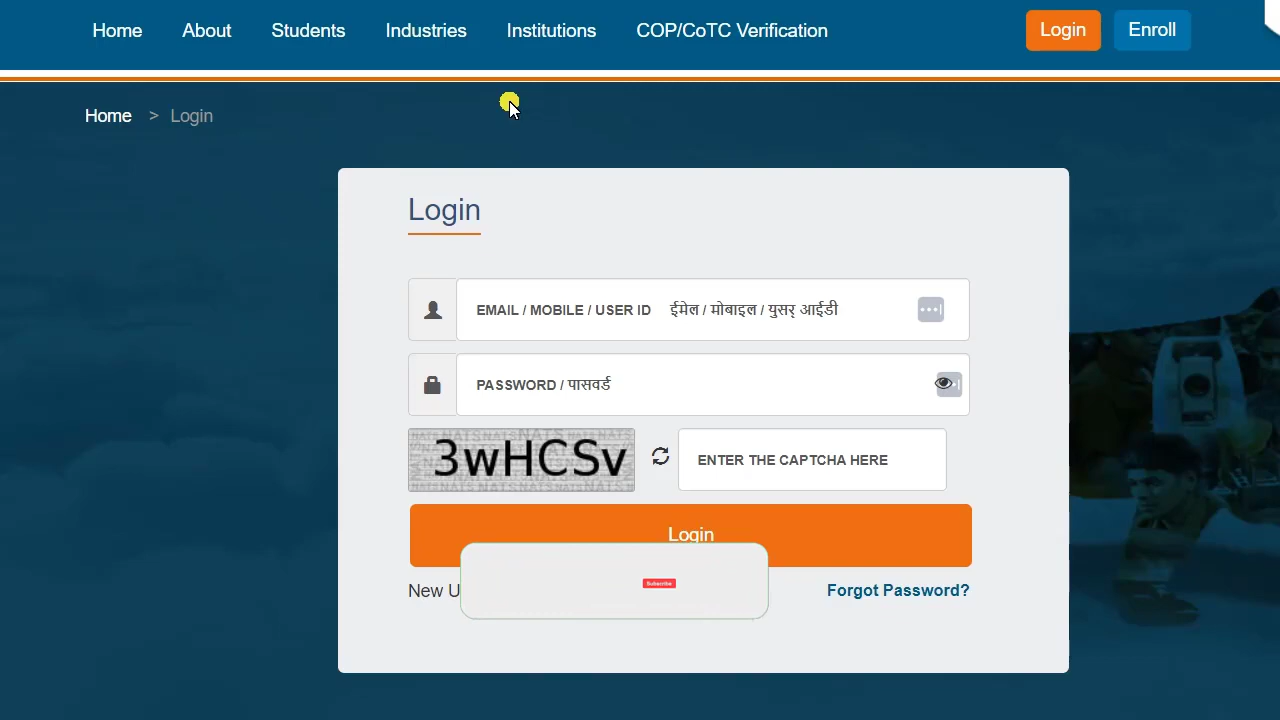 Home About Students Industries Institutions COP/CoTC Verification Login Enroll
Home > Login
Login
EMAIL / MOBILE / USER ID ईमेल / मोबाइल / युसर् आईडी
PASSWORD / पासवर्ड
3wHCSv ENTER THE CAPTCHA HERE
Login
New U Forgot Password?
Subscribe